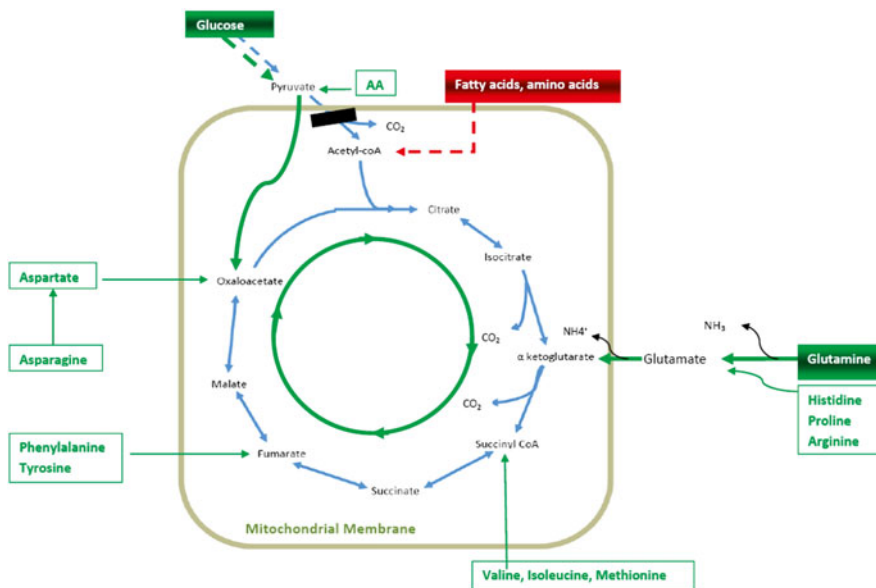 Glucose
Pyruvate
AA
Fatty acids, amino acids
CO₂
Acetyl-coA
Citrate
Isocitrate
Aspartate
Oxaloacetate
CO₂
NH4⁺
NH₃
α ketoglutarate
Glutamate
Glutamine
Asparagine
Malate
CO₂
Histidine
Proline
Arginine
Phenylalanine
Tyrosine
Fumarate
Succinyl CoA
Succinate
Mitochondrial Membrane
Valine, Isoleucine, Methionine